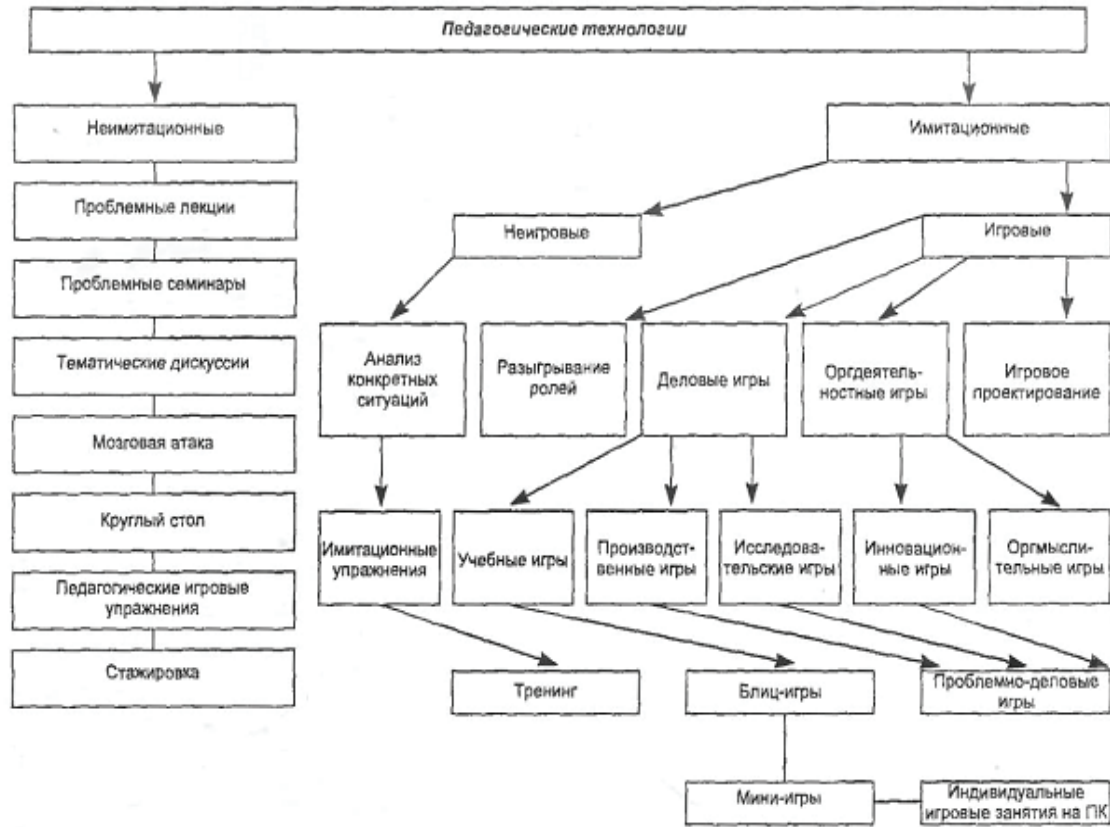 Педагогические технологии
Неимитационные
Имитационные
Проблемные лекции
Неигровые
Игровые
Проблемные семинары
Тематические дискуссии
Анализ
конкретных
ситуаций
Разыгрывание
ролей
Деловые игры
Оргдеятель-
ностные игры
Игровое
проектирование
Мозговая атака
Круглый стол
Имитационные
упражнения
Учебные игры
Производст-
венные игры
Исследова-
тельские игры
Инновацион-
ные игры
Оргмысли-
тельные игры
Педагогические игровые
упражнения
Стажировка
Тренинг
Блиц-игры
Проблемно-деловые
игры
Мини-игры
Индивидуальные
игровые занятия на ПК